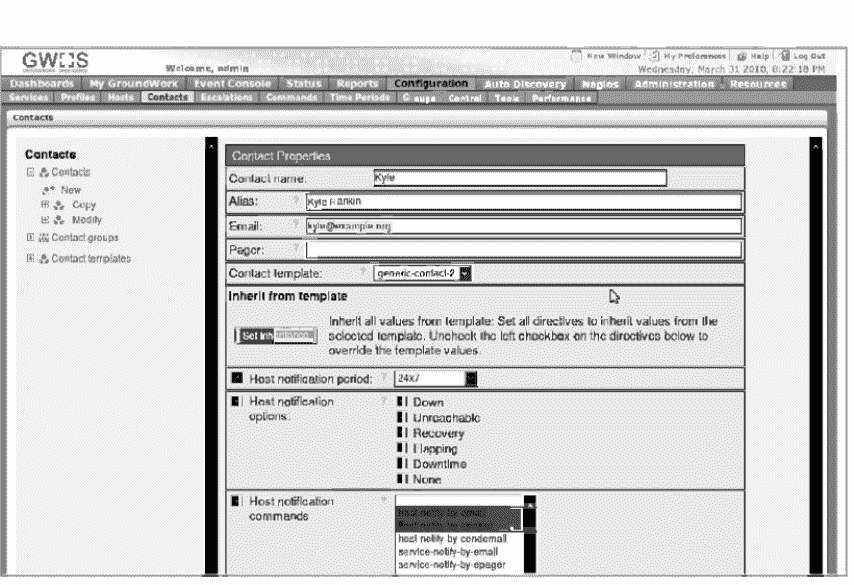 GWOS
Welcome, admin
New Window My Preferences Help Log Out
Wednesday, March 31 2010, 8:22:18 PM
Dashboards My GroundWork Event Console Status Reports Configuration Auto Discovery Nagios Administration Resources
Services Profiles Hosts Contacts Escalations Commands Time Periods Groups Control Tools Performance
Contacts
Contacts
Contacts
New
Copy
Modify
Contact groups
Contact templates
Contact Properties
Contact name: Kyle
Alias: ? Kyle Rankin
Email: ? kyle@example.org
Pager: ?
Contact template: ? generic-contact-2
Inherit from template
Set Inh
Inherit all values from template: Set all directives to inherit values from the
selected template. Uncheck the left checkbox on the directives below to
override the template values.
Host notification period: ? 24x7
Host notification options: ?
Down
Unreachable
Recovery
Flapping
Downtime
None
Host notification commands ?
host-notify-by-email
host notify by condemail
service-notify-by-email
service-notify-by-epager